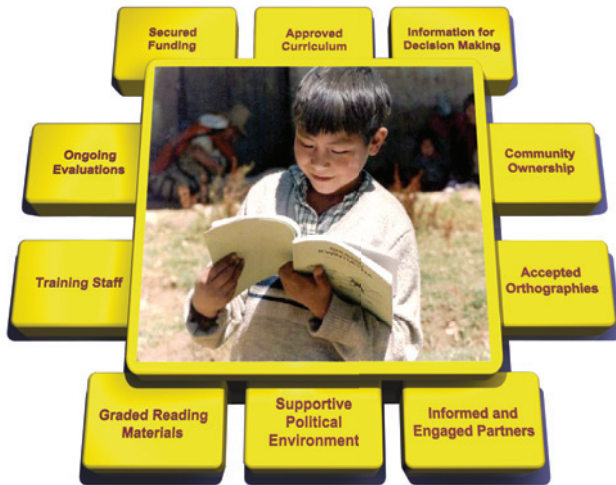 Secured
Funding
Approved
Curriculum
Information for
Decision Making
Ongoing
Evaluations
Community
Ownership
Training Staff
Accepted
Orthographies
Graded Reading
Materials
Supportive
Political
Environment
Informed and
Engaged Partners